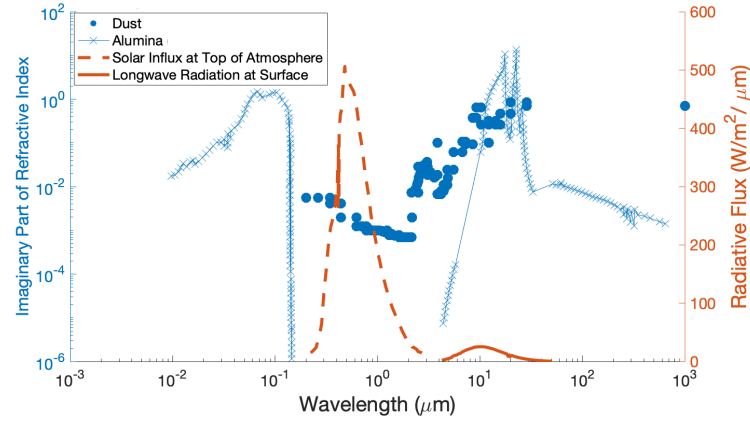 10^2
10^0
10^-2
10^-4
10^-6
Imaginary Part of Refractive Index
Dust
Alumina
Solar Influx at Top of Atmosphere
Longwave Radiation at Surface
600
500
400
300
200
100
0
Radiative Flux (W/m^2/ μm)
10^-3
10^-2
10^-1
10^0
10^1
10^2
10^3
Wavelength (μm)